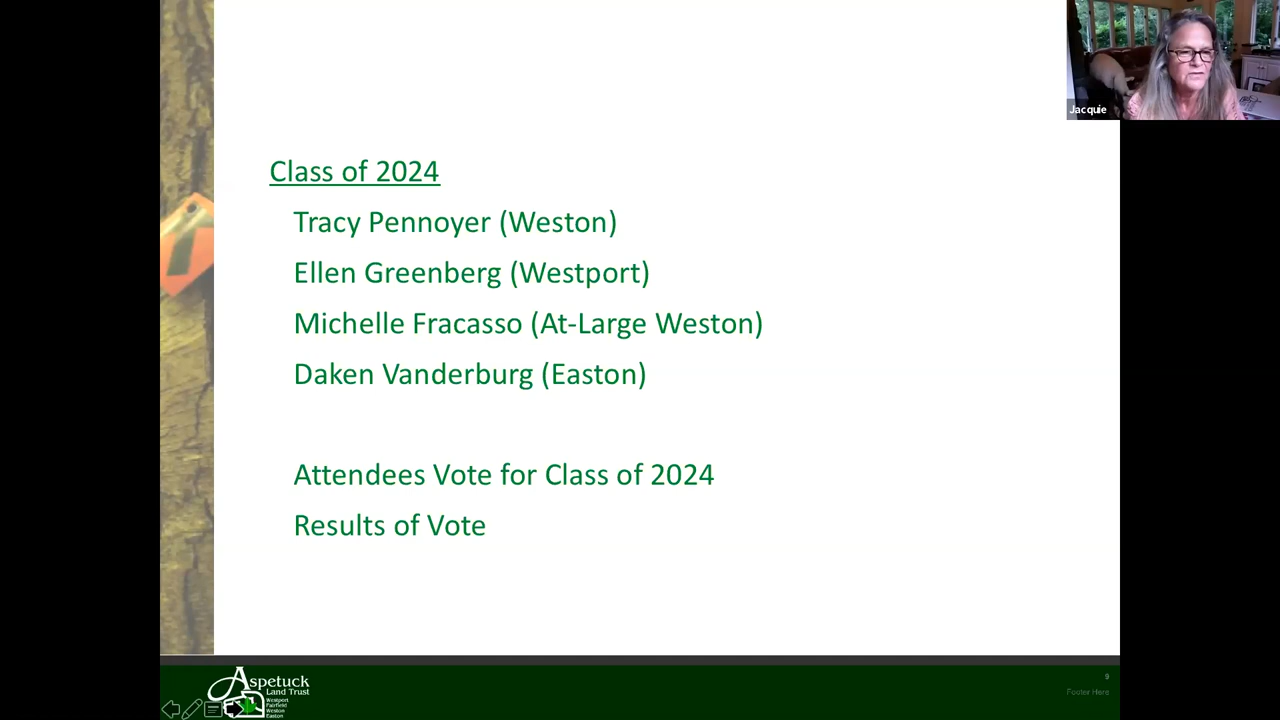 Jacquie
Class of 2024
Tracy Pennoyer (Weston)
Ellen Greenberg (Westport)
Michelle Fracasso (At-Large Weston)
Daken Vanderburg (Easton)
Attendees Vote for Class of 2024
Results of Vote
Aspetuck
Land Trust
Westport
Fairfield
Weston
Easton
9
Footer Here